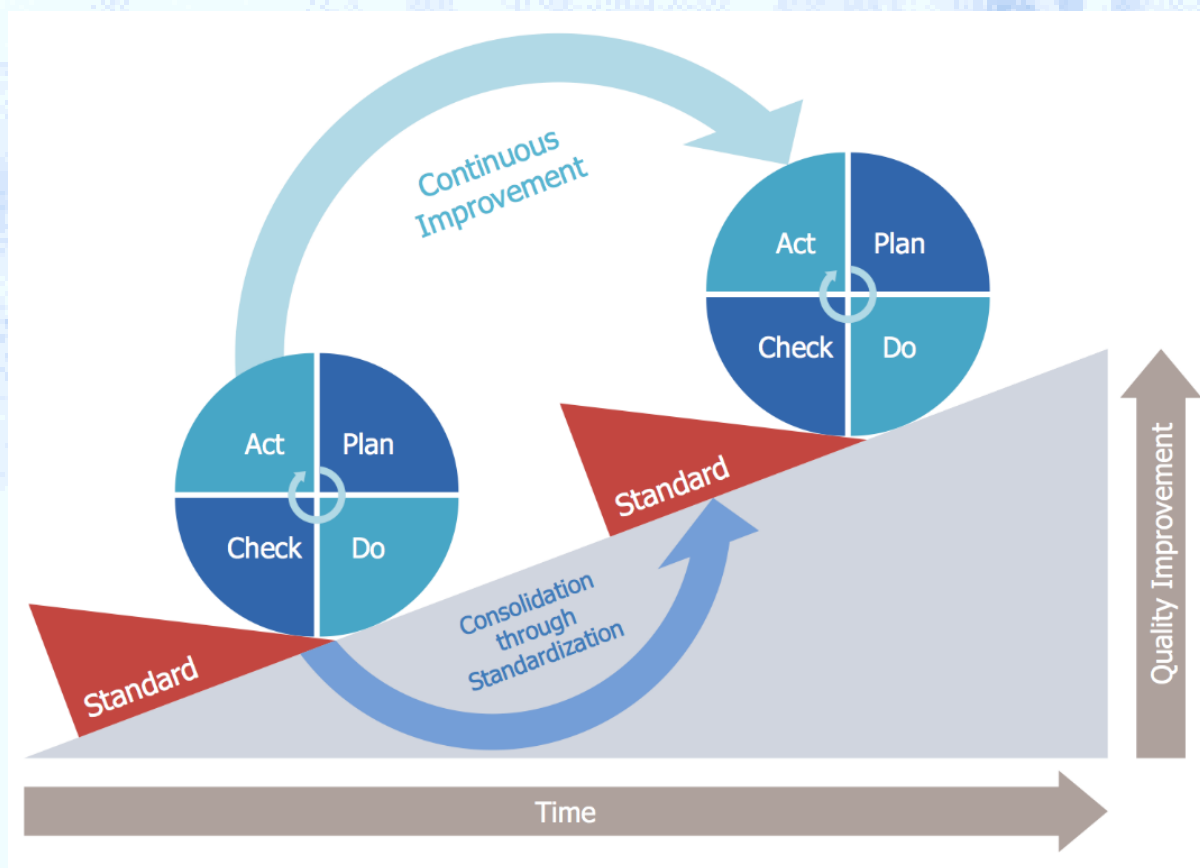 Continuous
Improvement
Act
Plan
Check
Do
Act
Plan
Check
Do
Standard
Standard
Consolidation
through
Standardization
Quality Improvement
Time